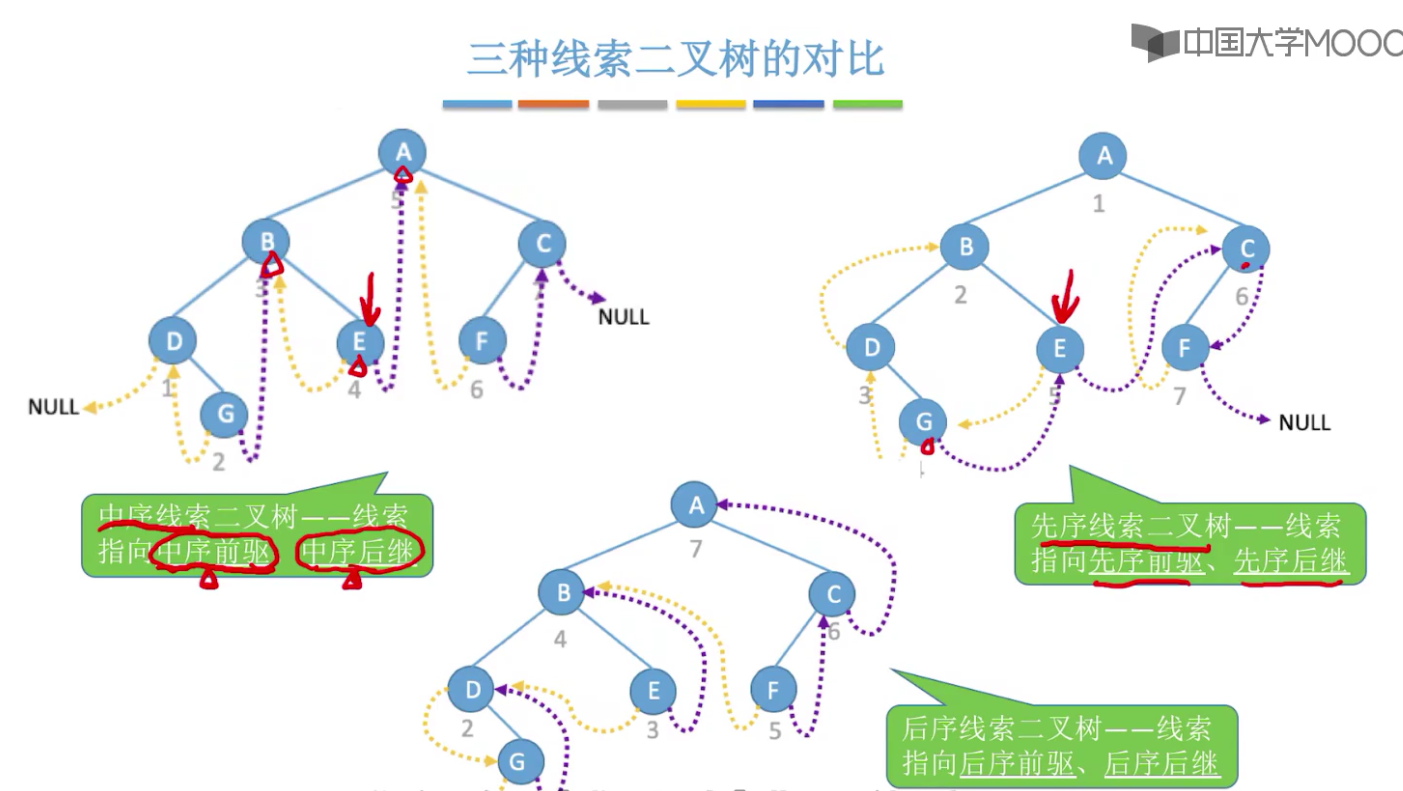 三种线索二叉树的对比
中国大学MOOC
A
5
B
3
C
7
NULL
D
1
E
4
F
6
NULL
G
2
中序线索二叉树——线索
指向中序前驱、中序后继
A
1
B
2
C
6
D
3
E
5
F
7
G
NULL
先序线索二叉树——线索
指向先序前驱、先序后继
A
7
B
4
C
6
D
2
E
3
F
5
G
后序线索二叉树——线索
指向后序前驱、后序后继